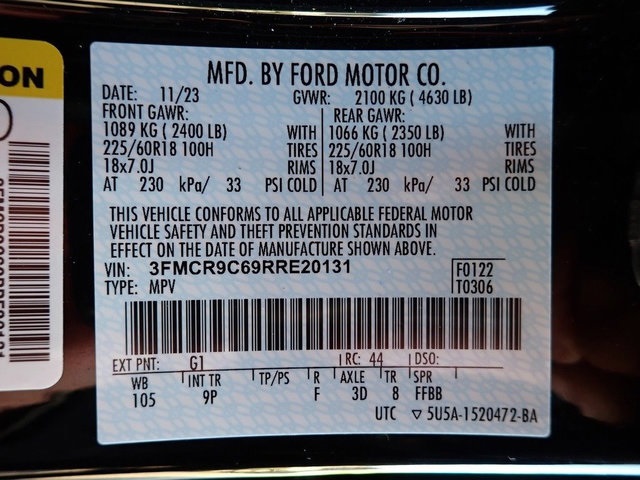 ON
MFD. BY FORD MOTOR CO.
DATE: 11/23 GVWR: 2100 KG ( 4630 LB)
FRONT GAWR: REAR GAWR:
1089 KG ( 2400 LB) WITH 1066 KG ( 2350 LB) WITH
225/60R18 100H TIRES 225/60R18 100H TIRES
18x7.0J RIMS 18x7.0J RIMS
AT 230 kPa/ 33 PSI COLD AT 230 kPa/ 33 PSI COLD
THIS VEHICLE CONFORMS TO ALL APPLICABLE FEDERAL MOTOR
VEHICLE SAFETY AND THEFT PREVENTION STANDARDS IN
EFFECT ON THE DATE OF MANUFACTURE SHOWN ABOVE.
VIN: 3FMCR9C69RRE20131 F0122
TYPE: MPV T0306
EXT PNT: G1 RC: 44 DSO:
WB INT TR TP/PS R AXLE TR SPR
105 9P F 3D 8 FFBB
UTC ▽ 5U5A-1520472-BA